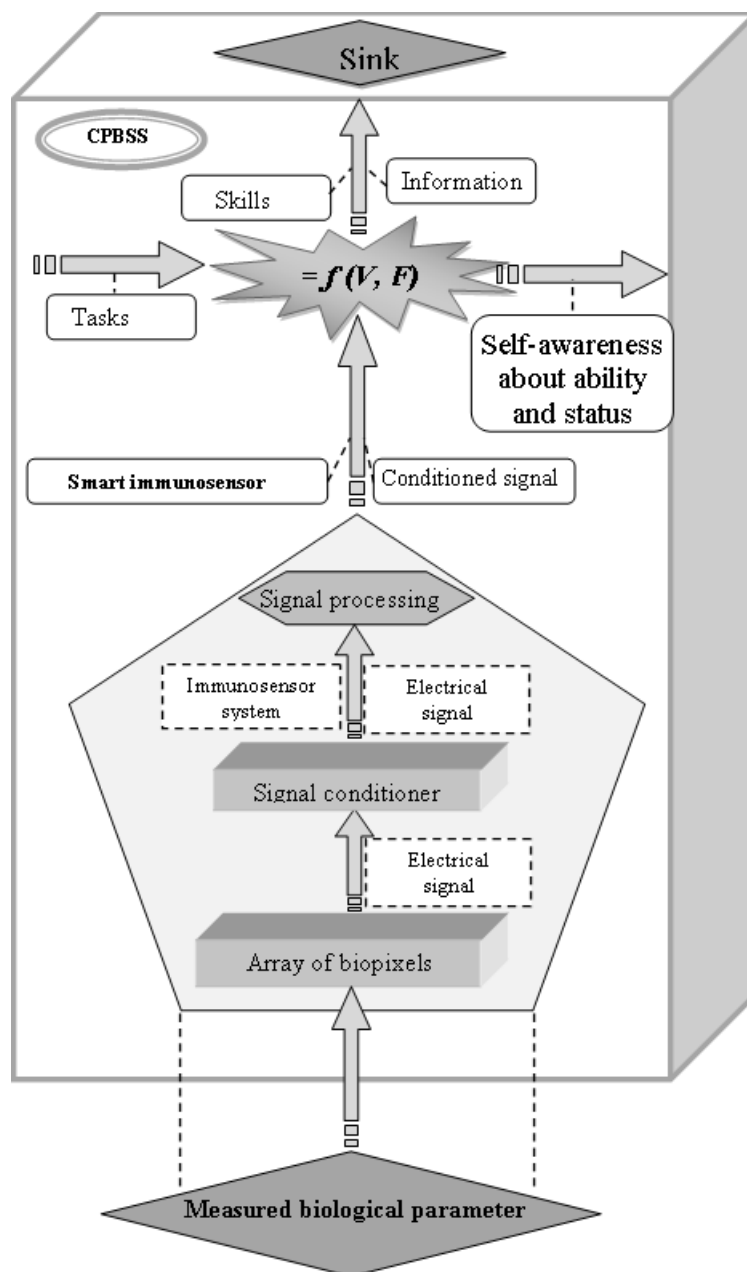 Sink
CPBSS
Information
Skills
= f (V, F)
Tasks
Self-awareness
about ability
and status
Smart immunosensor
Conditioned signal
Signal processing
Immunosensor
system
Electrical
signal
Signal conditioner
Electrical
signal
Array of biopixels
Measured biological parameter